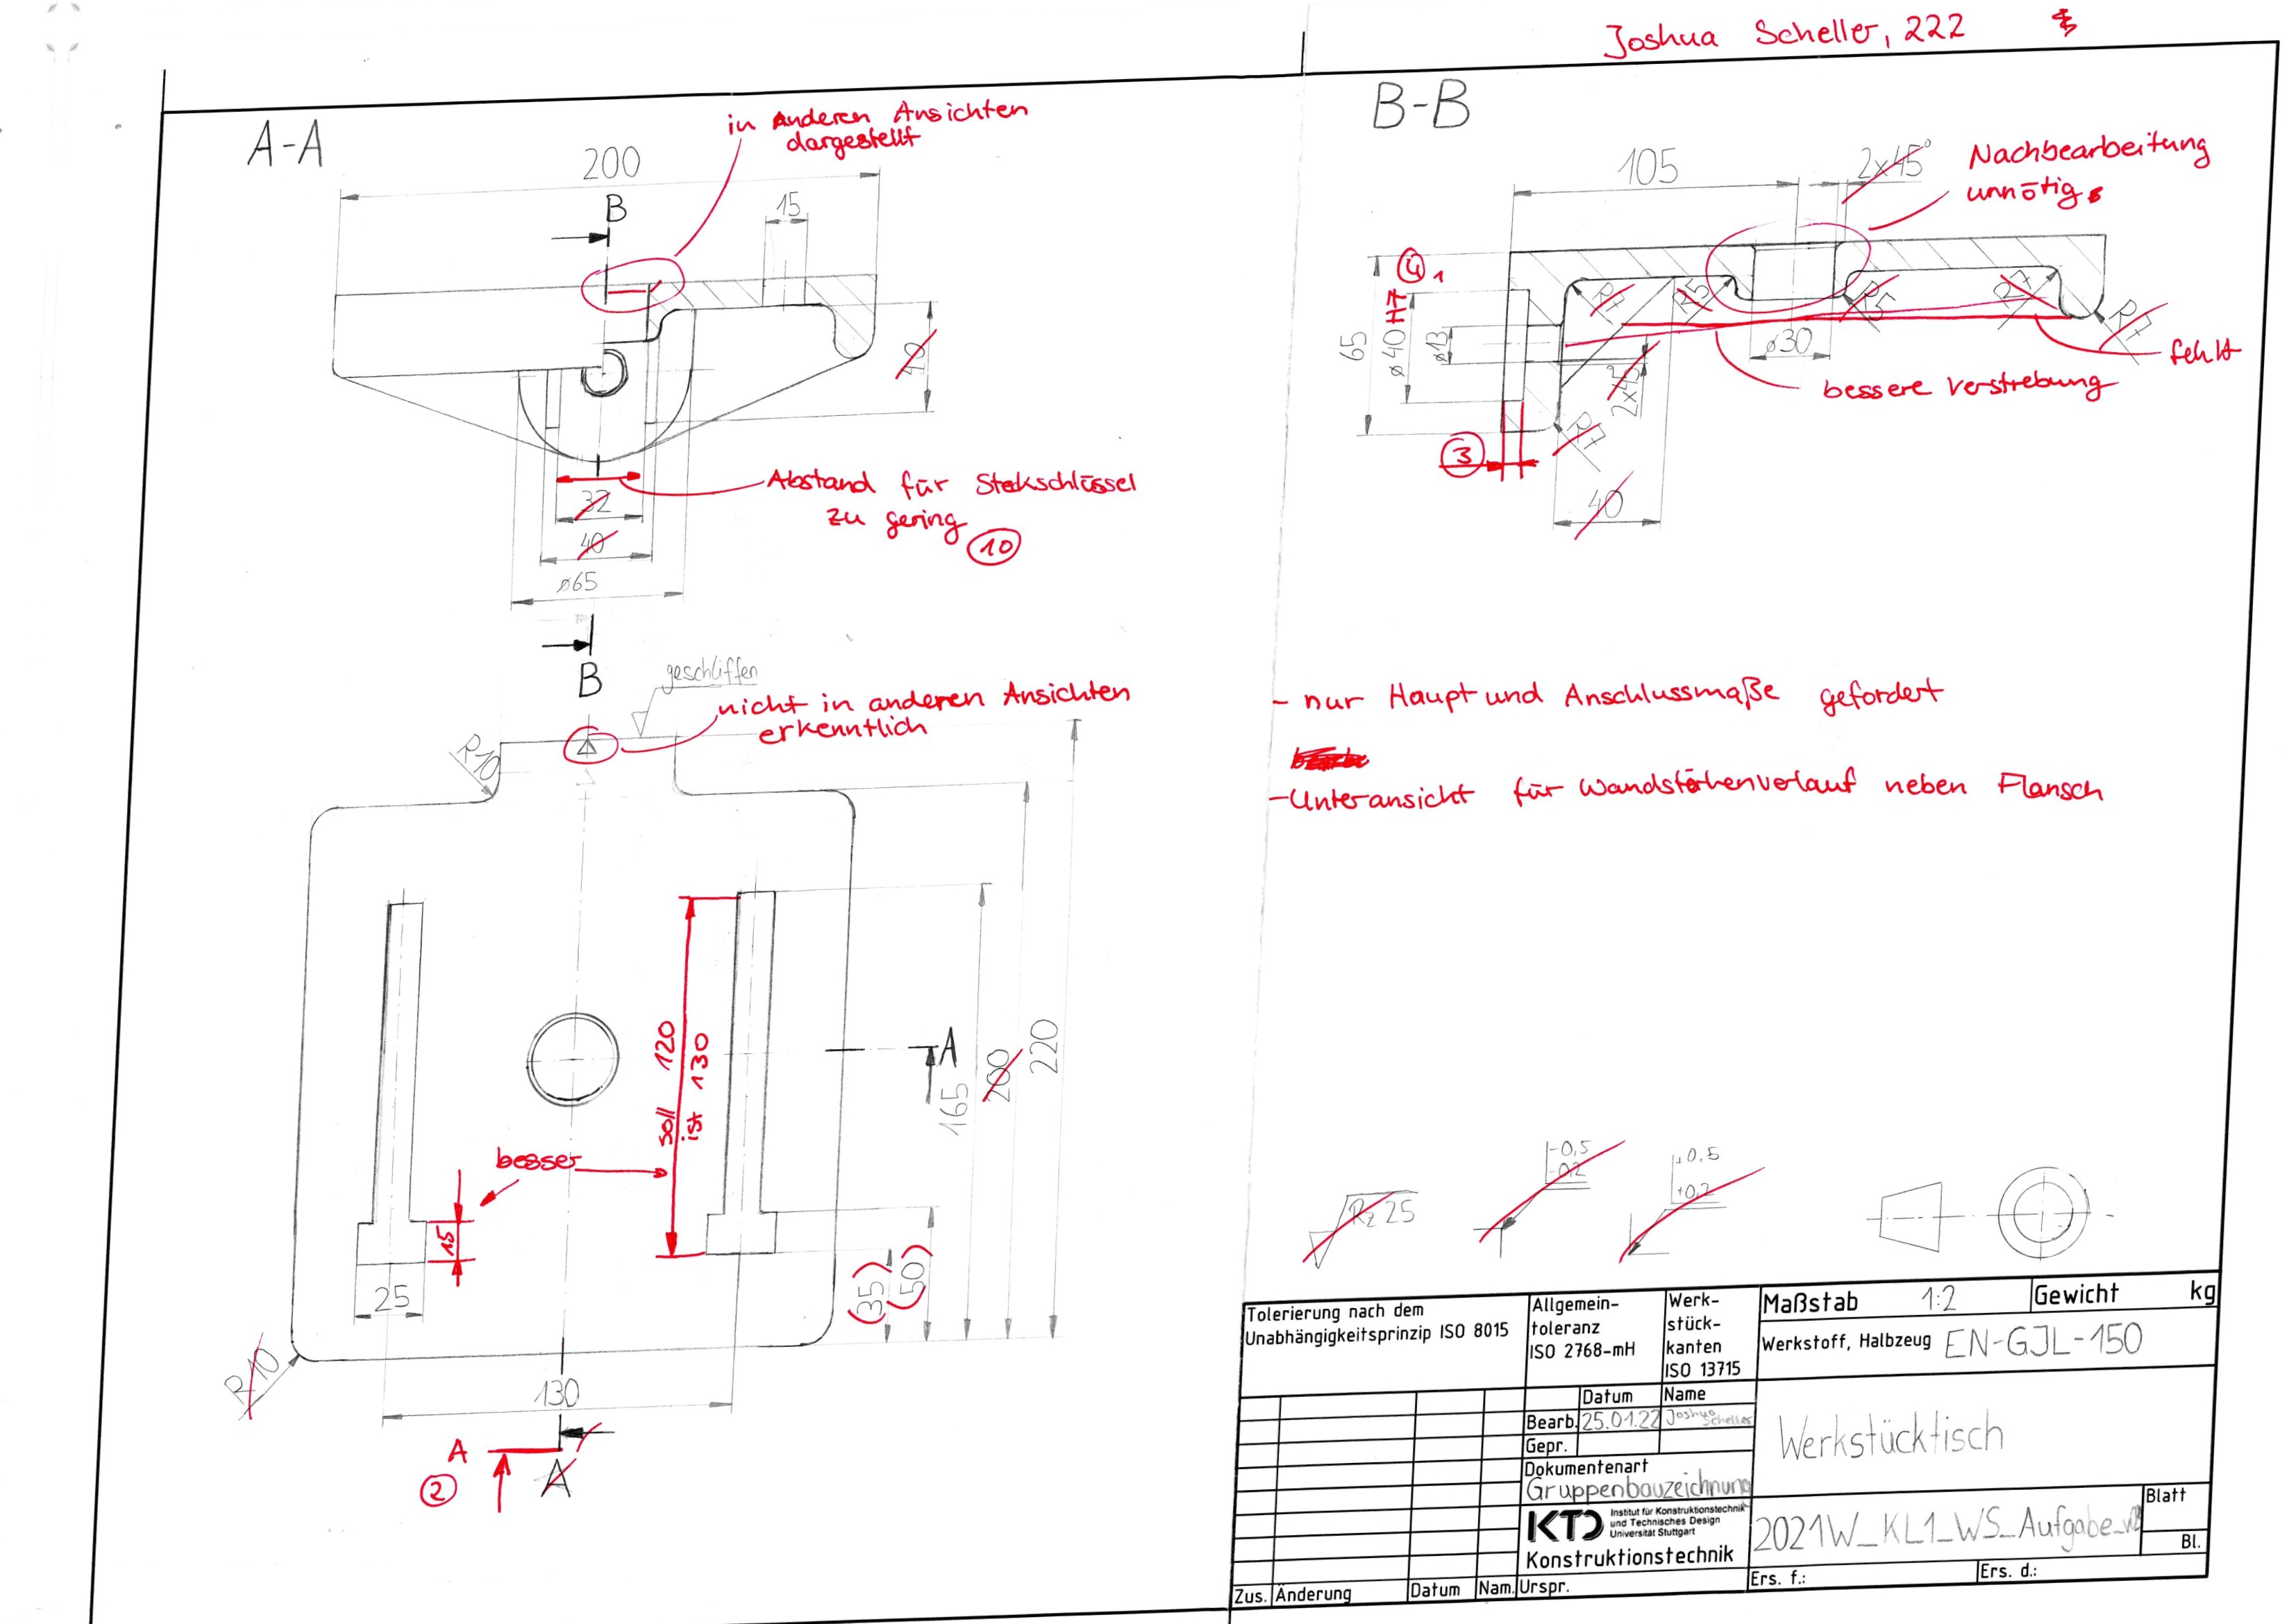 Joshua Scheller, 222
A-A
in Anderen Ansichten
dargestellt
200
B
15
40
Abstand für Steckschlüssel
zu gering
10
32
40
⌀65
B
B-B
105
2x45°
Nachbearbeitung
unnötig
4
1
65
⌀40 H7
⌀13
R7
R5
R5
R7
R7
⌀30
2x45°
fehlt
bessere Verstrebung
3
R7
40
geschliffen
nicht in anderen Ansichten
erkenntlich
R10
- nur Haupt und Anschlussmaße gefordert
- Unteransicht für Wandstärkenverlauf neben Flansch
soll 120
ist 130
A
165
200
220
besser
15
25
(35)
(50)
R10
130
A
2
A
Rz 25
-0,5
-0,2
+0,5
+0,2
Tolerierung nach dem
Unabhängigkeitsprinzip ISO 8015
Allgemein-
toleranz
ISO 2768-mH
Werk-
stück-
kanten
ISO 13715
Maßstab 1:2
Gewicht kg
Werkstoff, Halbzeug EN-GJL-150
Datum Name
Bearb. 25.01.22 Joshua Scheller
Gepr.
Dokumentenart
Gruppenbauzeichnung
Werkstücktisch
KTD Institut für Konstruktionstechnik
und Technisches Design
Universität Stuttgart
Konstruktionstechnik
2021W_KL1_WS_Aufgabe
Blatt
Bl.
Zus. Änderung Datum Nam. Urspr. Ers. f.: Ers. d.: